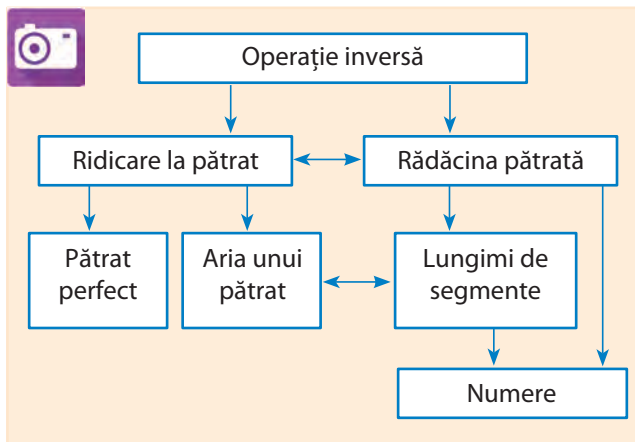 Operație inversă
Ridicare la pătrat
Rădăcina pătrată
Pătrat
perfect
Aria unui
pătrat
Lungimi de
segmente
Numere